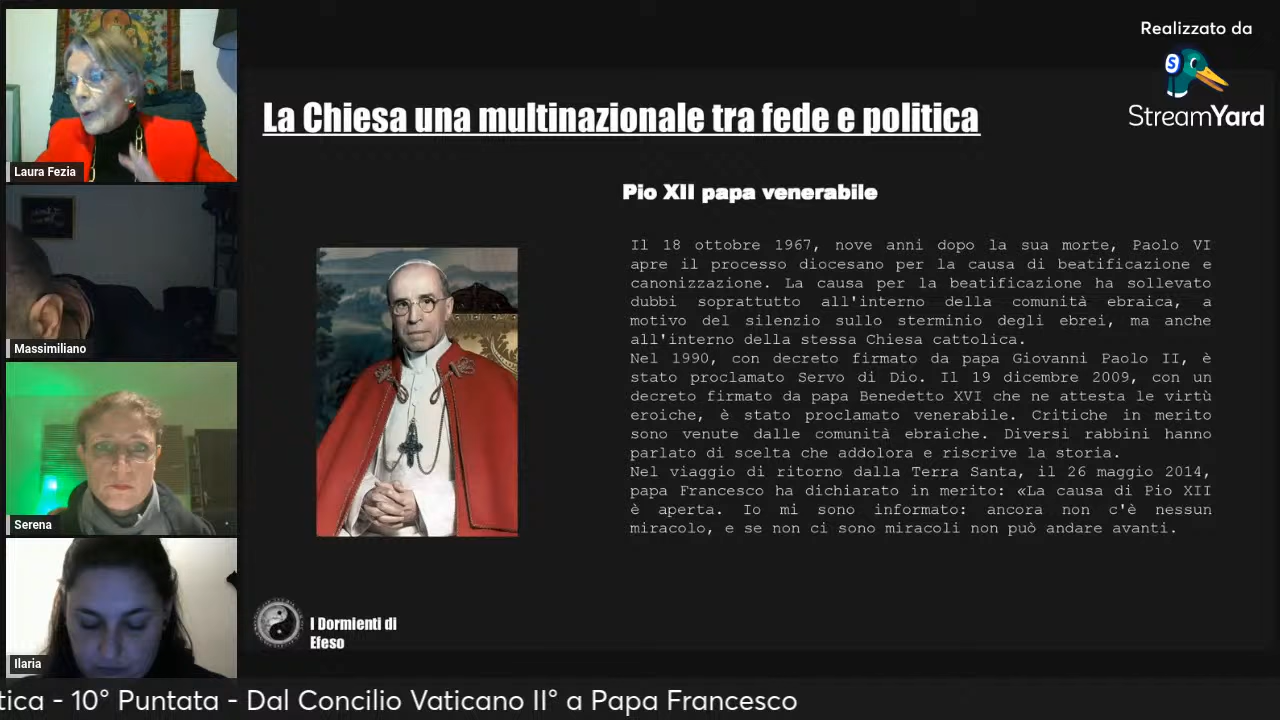 Realizzato da
S
StreamYard
La Chiesa una multinazionale tra fede e politica
Laura Fezia
Pio XII papa venerabile
Il 18 ottobre 1967, nove anni dopo la sua morte, Paolo VI
apre il processo diocesano per la causa di beatificazione e
canonizzazione. La causa per la beatificazione ha sollevato
dubbi soprattutto all'interno della comunità ebraica, a
motivo del silenzio sullo sterminio degli ebrei, ma anche
all'interno della stessa Chiesa cattolica.
Nel 1990, con decreto firmato da papa Giovanni Paolo II, è
stato proclamato Servo di Dio. Il 19 dicembre 2009, con un
decreto firmato da papa Benedetto XVI che ne attesta le virtù
eroiche, è stato proclamato venerabile. Critiche in merito
sono venute dalle comunità ebraiche. Diversi rabbini hanno
parlato di scelta che addolora e riscrive la storia.
Nel viaggio di ritorno dalla Terra Santa, il 26 maggio 2014,
papa Francesco ha dichiarato in merito: «La causa di Pio XII
è aperta. Io mi sono informato: ancora non c'è nessun
miracolo, e se non ci sono miracoli non può andare avanti.
Massimiliano
Serena
Ilaria
I Dormienti di
Efeso
tica - 10° Puntata - Dal Concilio Vaticano II° a Papa Francesco